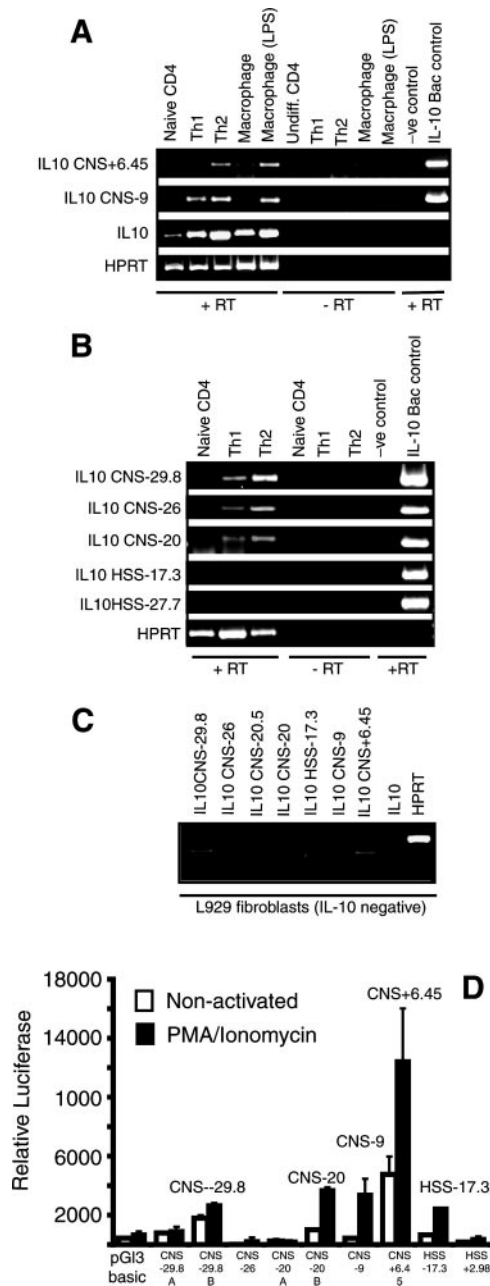 A
Naive CD4
Th1
Th2
Macrophage
Macrophage (LPS)
Undiff. CD4
Th1
Th2
Macrophage
Macrphage (LPS)
-ve control
IL-10 Bac control
IL10 CNS+6.45
IL10 CNS-9
IL10
HPRT
+ RT
- RT
+ RT
B
Naive CD4
Th1
Th2
Naive CD4
Th1
Th2
-ve control
IL-10 Bac control
IL10 CNS-29.8
IL10 CNS-26
IL10 CNS-20
IL10 HSS-17.3
IL10HSS-27.7
HPRT
+ RT
- RT
+RT
C
IL10CNS-29.8
IL10 CNS-26
IL10 CNS-20.5
IL10 CNS-20
IL10 HSS-17.3
IL10 CNS-9
IL10 CNS+6.45
IL10
HPRT
L929 fibroblasts (IL-10 negative)
D
Relative Luciferase
18000
14000
10000
6000
2000
Non-activated
PMA/Ionomycin
CNS--29.8
CNS-20
CNS-9
CNS+6.45
HSS-17.3
pGl3 basic
CNS -29.8 A
CNS -29.8 B
CNS -26
CNS -20 A
CNS -20 B
CNS -9
CNS +6.4 5
HSS -17.3
HSS +2.98